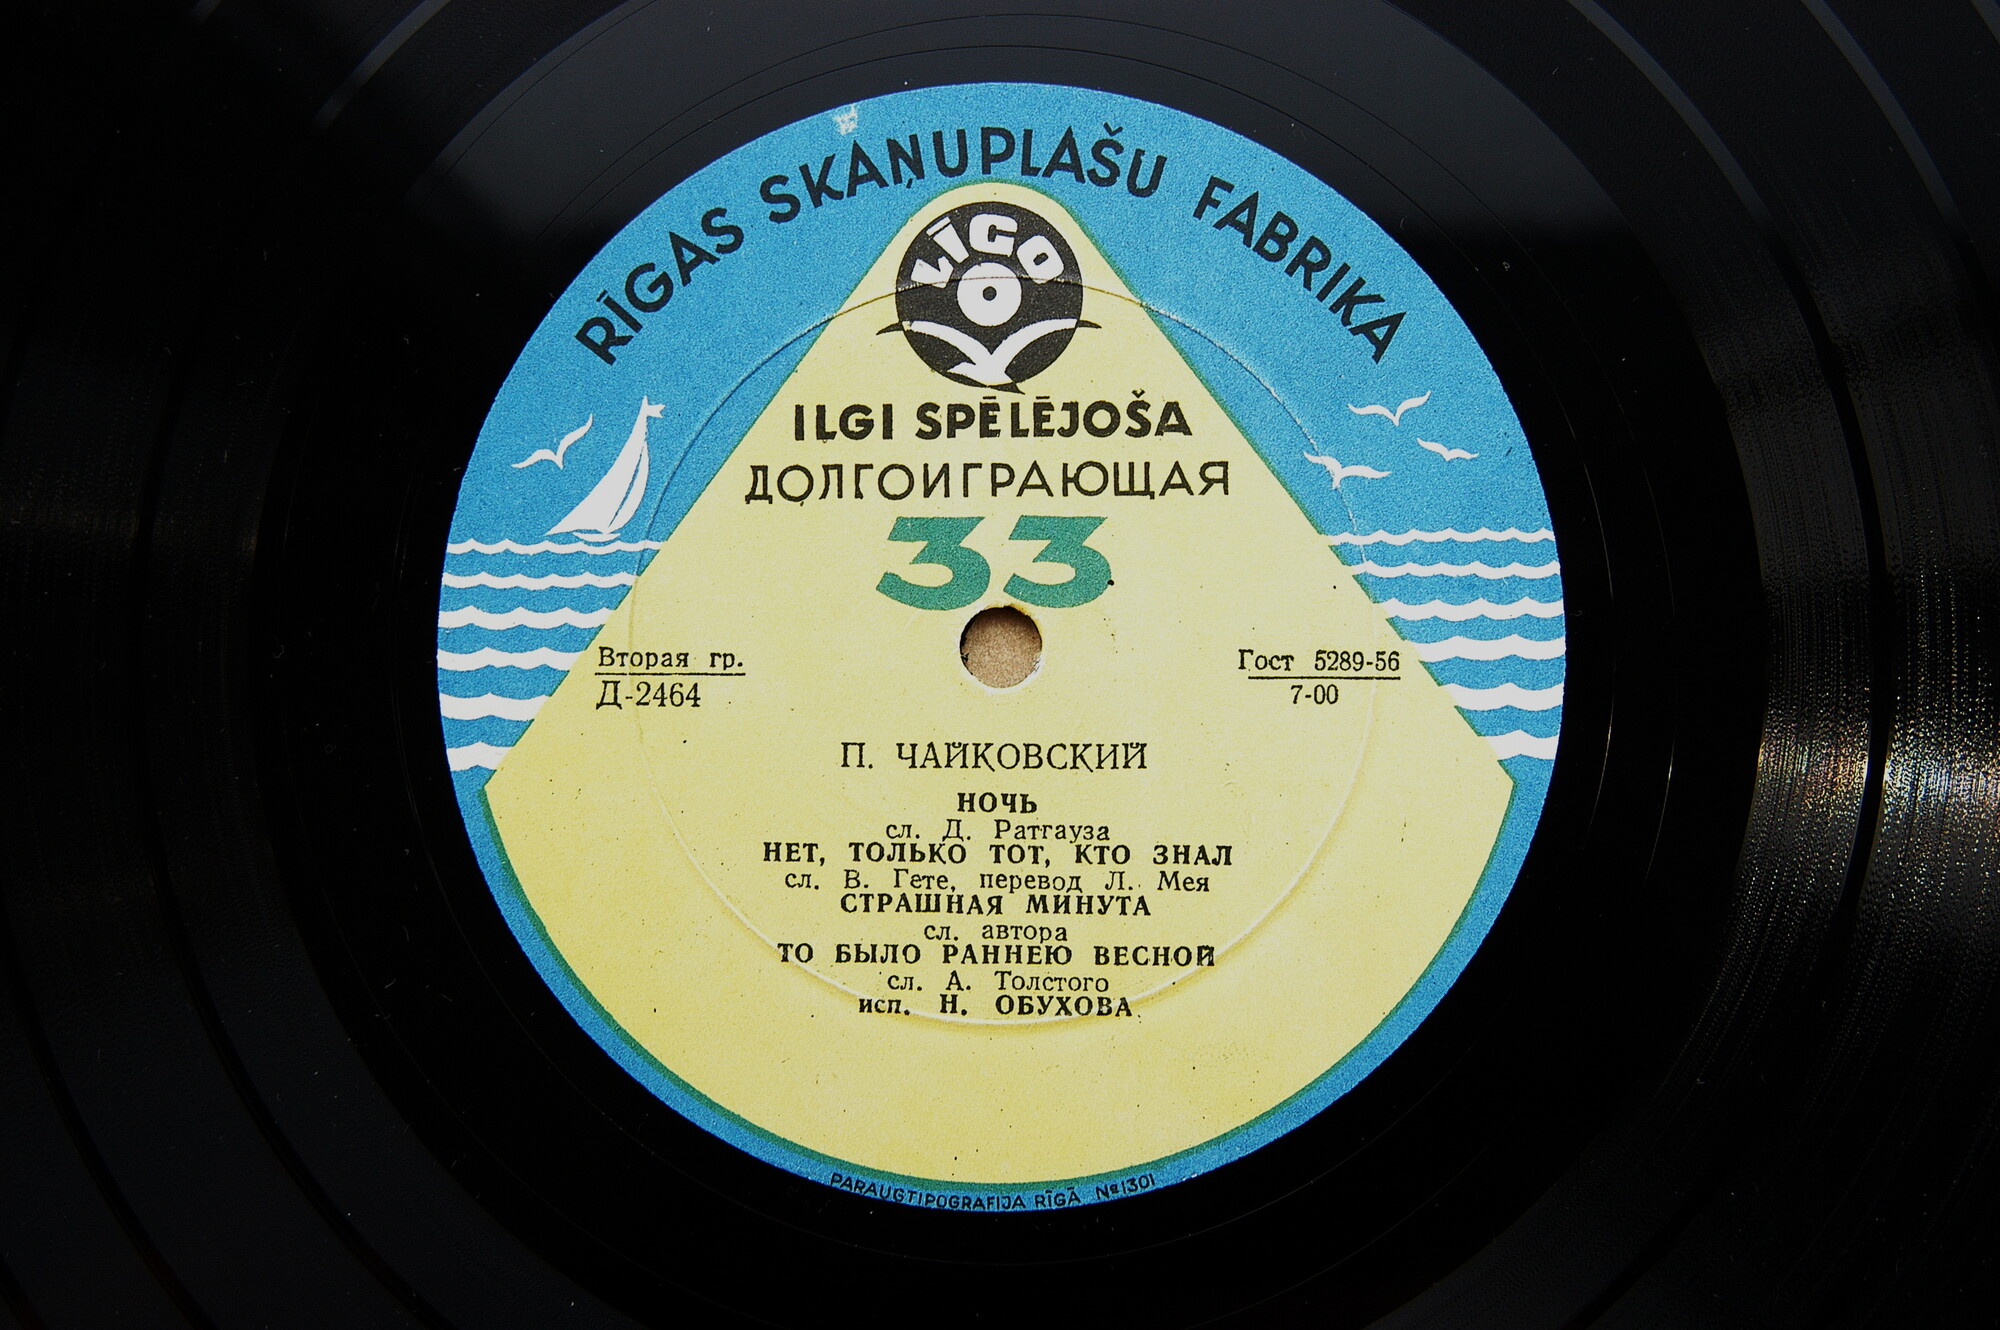 RĪGAS SKAŅUPLAŠU FABRIKA
LĪGO
ILGI SPĒLĒJOŠA
ДОЛГОИГРАЮЩАЯ
33
Вторая гр.
Д-2464
Гост 5289-56
7-00
П. ЧАЙКОВСКИЙ
НОЧЬ
сл. Д. Ратгауза
НЕТ, ТОЛЬКО ТОТ, КТО ЗНАЛ
сл. В. Гете, перевод Л. Мея
СТРАШНАЯ МИНУТА
сл. автора
ТО БЫЛО РАННЕЮ ВЕСНОЙ
сл. А. Толстого
исп. Н. ОБУХОВА
PARAUGTIPOGRAFIJA RĪGĀ №1301